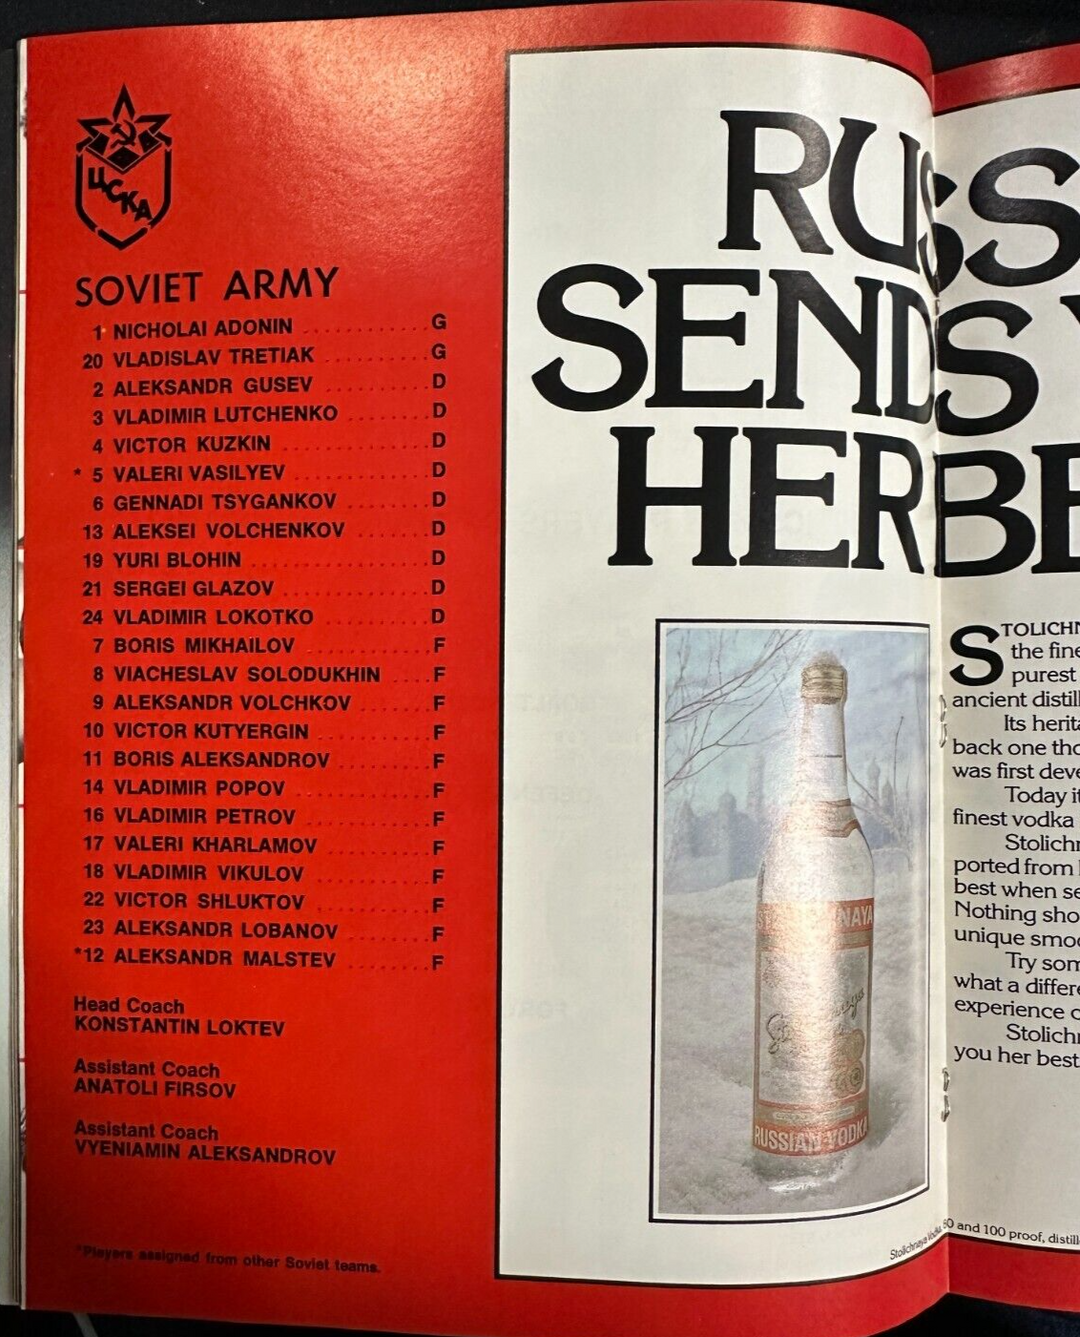 ЦСКА
SOVIET ARMY
1 NICHOLAI ADONIN .......... G
20 VLADISLAV TRETIAK .......... G
2 ALEKSANDR GUSEV .......... D
3 VLADIMIR LUTCHENKO .......... D
4 VICTOR KUZKIN .......... D
* 5 VALERI VASILYEV .......... D
6 GENNADI TSYGANKOV .......... D
13 ALEKSEI VOLCHENKOV .......... D
19 YURI BLOHIN .......... D
21 SERGEI GLAZOV .......... D
24 VLADIMIR LOKOTKO .......... D
7 BORIS MIKHAILOV .......... F
8 VIACHESLAV SOLODUKHIN .... F
9 ALEKSANDR VOLCHKOV .......... F
10 VICTOR KUTYERGIN .......... F
11 BORIS ALEKSANDROV .......... F
14 VLADIMIR POPOV .......... F
16 VLADIMIR PETROV .......... F
17 VALERI KHARLAMOV .......... F
18 VLADIMIR VIKULOV .......... F
22 VICTOR SHLUKTOV .......... F
23 ALEKSANDR LOBANOV .......... F
*12 ALEKSANDR MALSTEV .......... F
Head Coach
KONSTANTIN LOKTEV
Assistant Coach
ANATOLI FIRSOV
Assistant Coach
VYENIAMIN ALEKSANDROV
*Players assigned from other Soviet teams.
RUSS
SENDS
HERBE
RUSSIAN VODKA
STOLICHN
the fine
purest
ancient distill
Its herita
back one tho
was first deve
Today it
finest vodka
Stolichn
ported from
best when se
Nothing sho
unique smoo
Try som
what a differe
experience o
Stolichn
you her best
Stolichnaya Vodka, 80 and 100 proof, distill